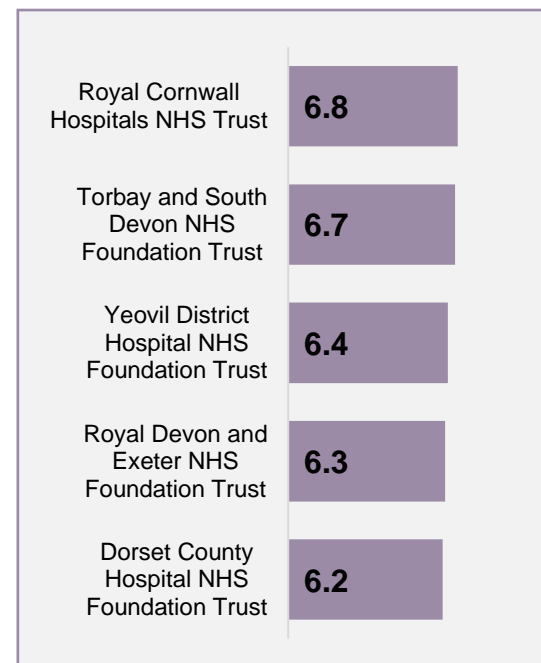 Royal Cornwall
Hospitals NHS Trust
6.8
Torbay and South
Devon NHS
Foundation Trust
6.7
Yeovil District
Hospital NHS
Foundation Trust
6.4
Royal Devon and
Exeter NHS
Foundation Trust
6.3
Dorset County
Hospital NHS
Foundation Trust
6.2